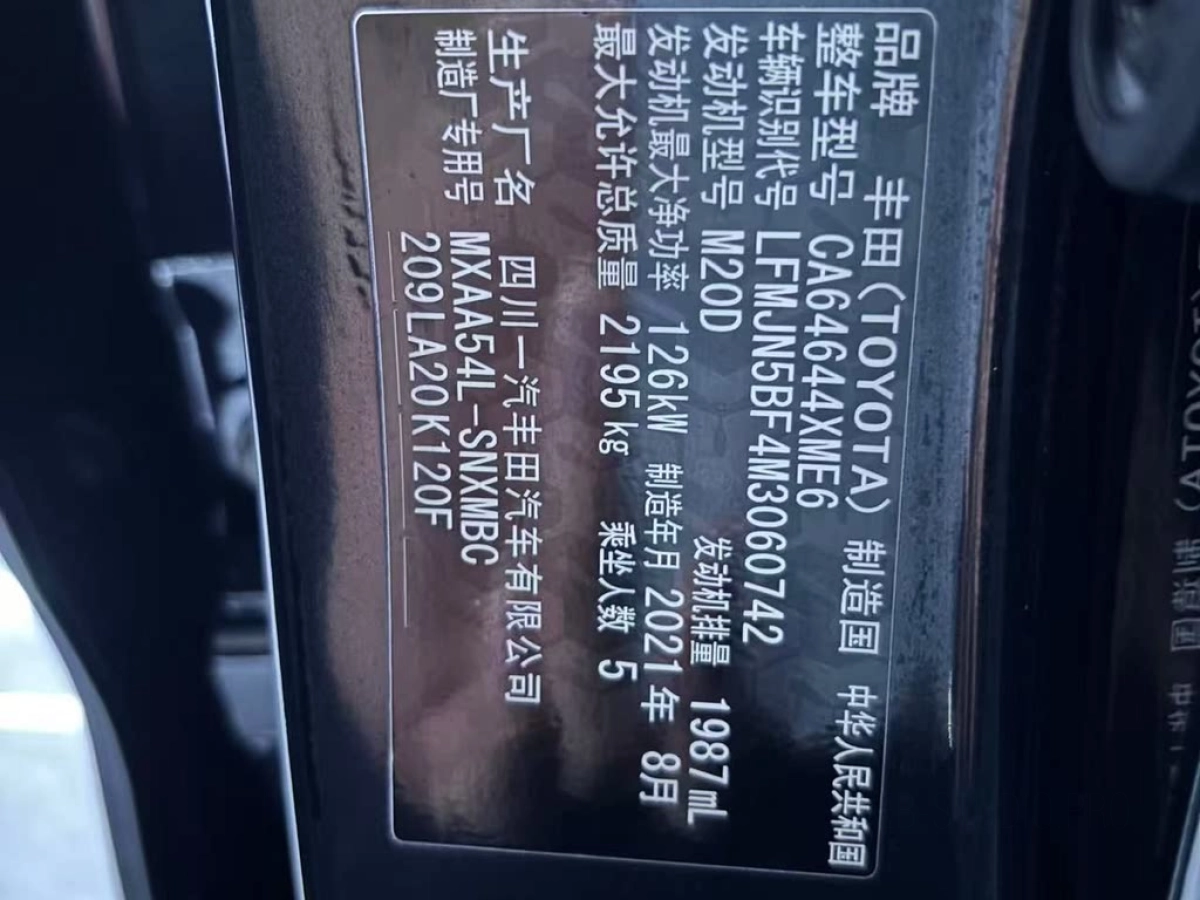 品牌 丰田(TOYOTA) 制造国 中华人民共和国
整车型号 CA64644XME6
车辆识别代号 LFMJN5BF4M3060742
发动机型号 M20D 发动机排量 1987mL
发动机最大净功率 126kW 制造年月 2021年 8月
最大允许总质量 2195kg 乘坐人数 5
生产厂名 四川一汽丰田汽车有限公司
制造厂专用号 MXAA54L-SNXMBC
209LA20K120F